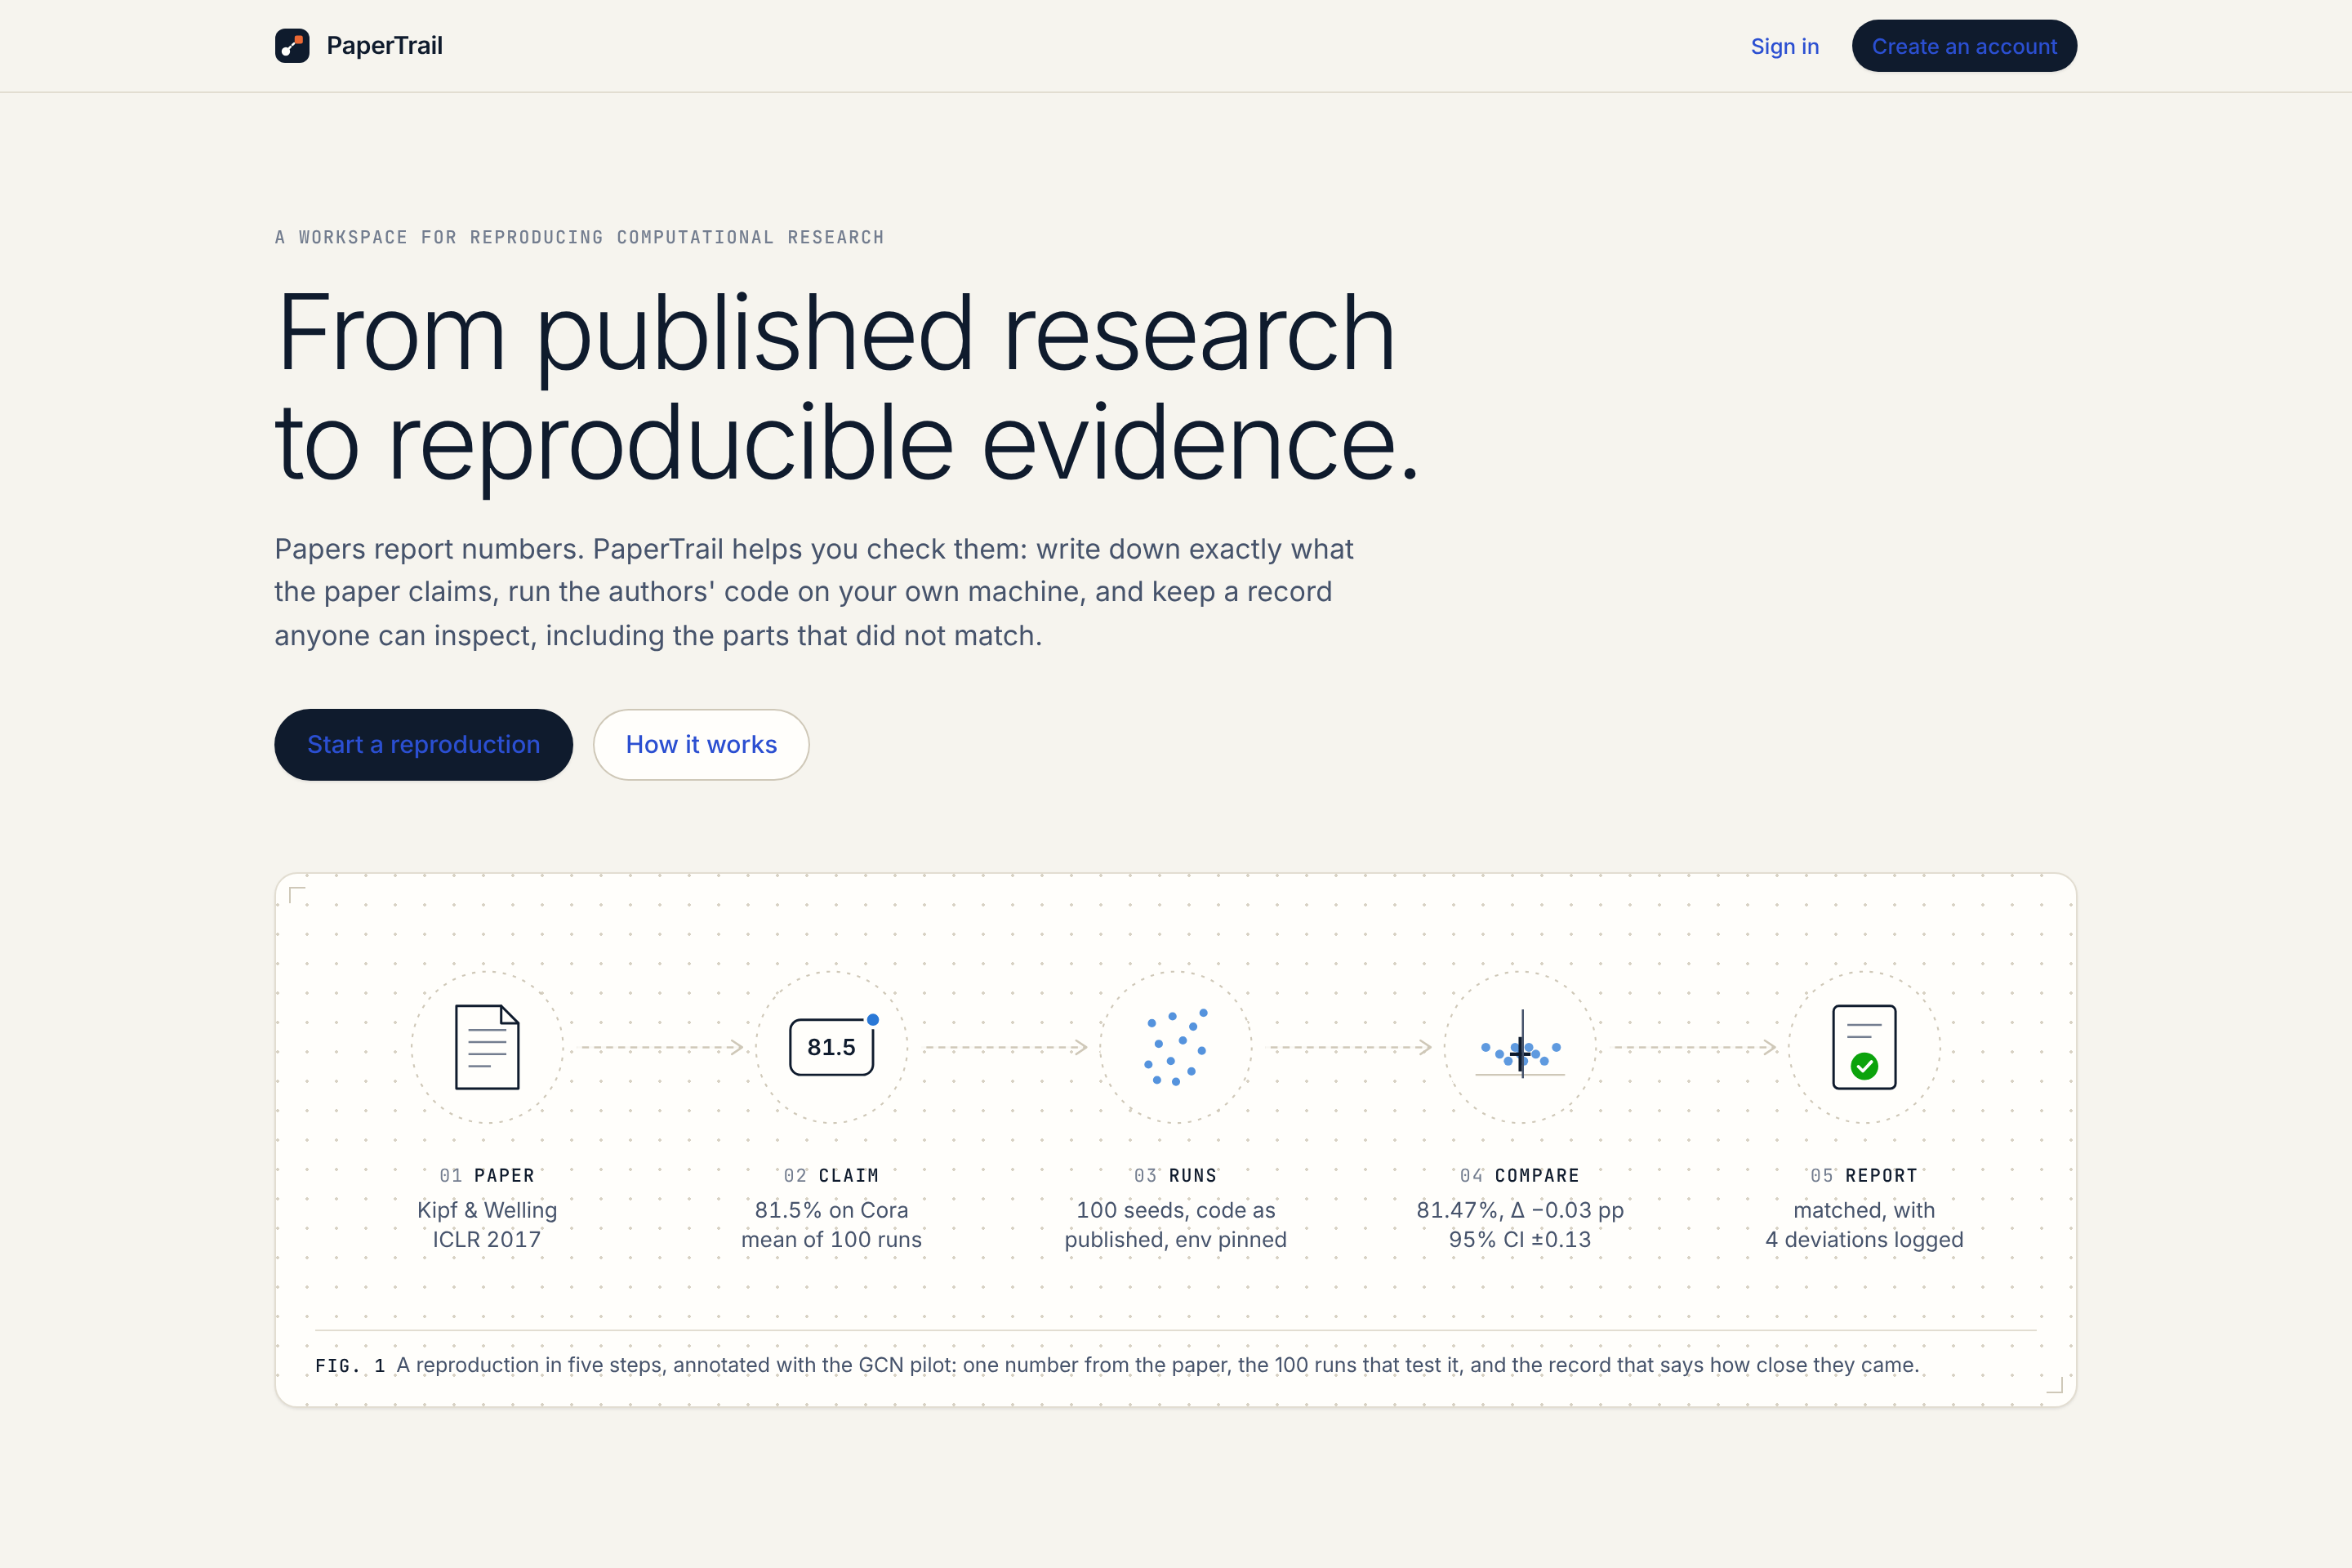 PaperTrail
Sign in
Create an account
A WORKSPACE FOR REPRODUCING COMPUTATIONAL RESEARCH
From published research
to reproducible evidence.
Papers report numbers. PaperTrail helps you check them: write down exactly what
the paper claims, run the authors' code on your own machine, and keep a record
anyone can inspect, including the parts that did not match.
Start a reproduction
How it works
81.5
01 PAPER
Kipf & Welling
ICLR 2017
02 CLAIM
81.5% on Cora
mean of 100 runs
03 RUNS
100 seeds, code as
published, env pinned
04 COMPARE
81.47%, Δ −0.03 pp
95% CI ±0.13
05 REPORT
matched, with
4 deviations logged
FIG. 1 A reproduction in five steps, annotated with the GCN pilot: one number from the paper, the 100 runs that test it, and the record that says how close they came.